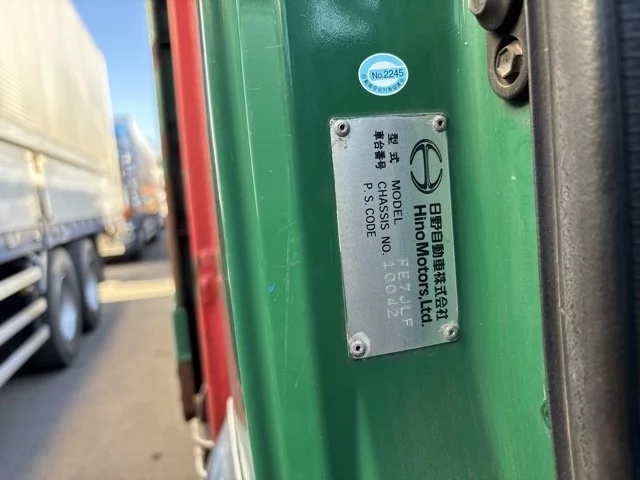 No.2245
日野自動車株式会社
Hino Motors, Ltd.
型式 MODEL FE7JLF
車台番号 CHASSIS NO. 10042
P.S.CODE